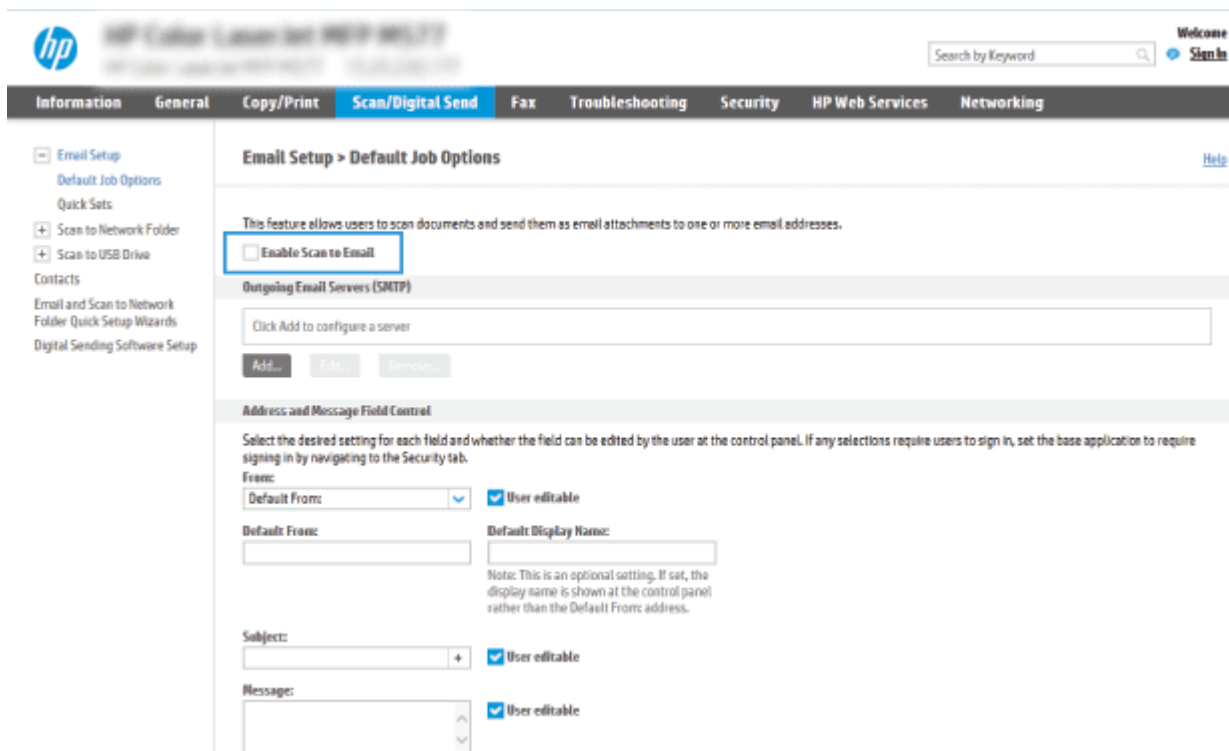 hp
HP Color LaserJet MFP M577
Welcome
Search by Keyword
Sign In
Information General Copy/Print Scan/Digital Send Fax Troubleshooting Security HP Web Services Networking
Email Setup
Default Job Options
Quick Sets
Scan to Network Folder
Scan to USB Drive
Contacts
Email and Scan to Network
Folder Quick Setup Wizards
Digital Sending Software Setup
Email Setup > Default Job Options
Help
This feature allows users to scan documents and send them as email attachments to one or more email addresses.
Enable Scan to Email
Outgoing Email Servers (SMTP)
Click Add to configure a server
Add... Edit... Remove...
Address and Message Field Control
Select the desired setting for each field and whether the field can be edited by the user at the control panel. If any selections require users to sign in, set the base application to require
signing in by navigating to the Security tab.
From:
Default From: User editable
Default From: Default Display Name:
Note: This is an optional setting. If set, the
display name is shown at the control panel
rather than the Default From: address.
Subject:
+ User editable
Message:
User editable